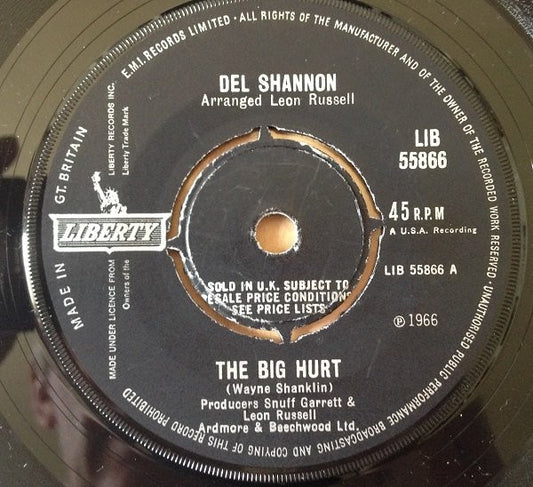 E.M.I. RECORDS LIMITED · ALL RIGHTS OF THE MANUFACTURER AND OF THE OWNER OF THE RECORDED WORK RESERVED · UNAUTHORISED PUBLIC PERFORMANCE BROADCASTING AND COPYING OF THIS RECORD PROHIBITED
MADE IN GT. BRITAIN
DEL SHANNON
Arranged Leon Russell
LIB
55866
LIBERTY RECORDS INC.
Liberty Trade Mark
LIBERTY
MADE UNDER LICENCE FROM
Owners of the
45 R.P.M
A U.S.A. Recording
LIB 55866 A
SOLD IN U.K. SUBJECT TO
RESALE PRICE CONDITIONS
SEE PRICE LISTS
℗ 1966
THE BIG HURT
(Wayne Shanklin)
Producers Snuff Garrett &
Leon Russell
Ardmore & Beechwood Ltd.